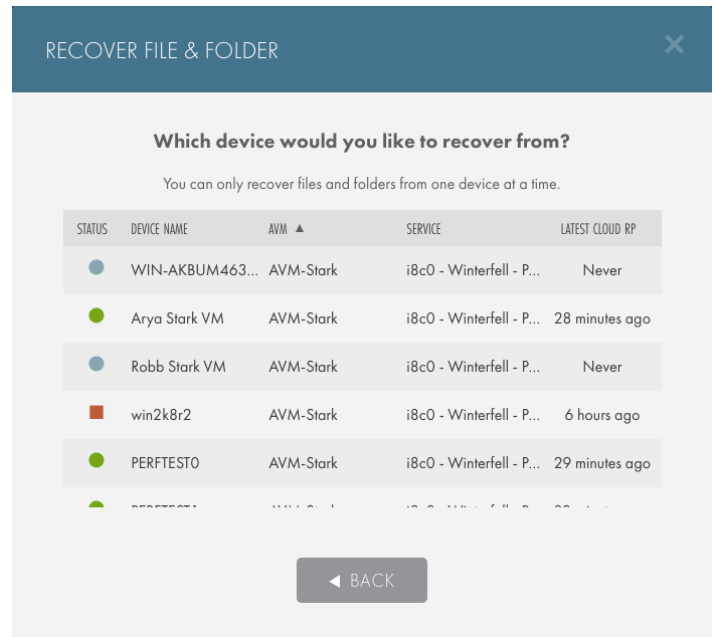 RECOVER FILE & FOLDER
Which device would you like to recover from?
You can only recover files and folders from one device at a time.
STATUS DEVICE NAME AVM ▲ SERVICE LATEST CLOUD RP
WIN-AKBUM463... AVM-Stark i8c0 - Winterfell - P... Never
Arya Stark VM AVM-Stark i8c0 - Winterfell - P... 28 minutes ago
Robb Stark VM AVM-Stark i8c0 - Winterfell - P... Never
win2k8r2 AVM-Stark i8c0 - Winterfell - P... 6 hours ago
PERFTEST0 AVM-Stark i8c0 - Winterfell - P... 29 minutes ago
◀ BACK